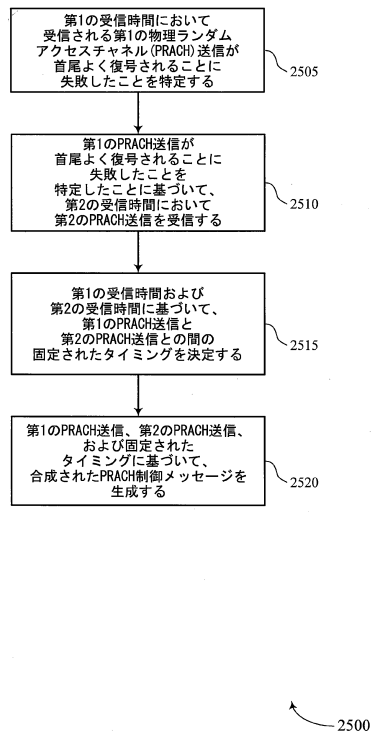 第1の受信時間において
受信される第1の物理ランダム
アクセスチャネル(PRACH)送信が
首尾よく復号されることに
失敗したことを特定する
2505
第1のPRACH送信が
首尾よく復号されることに
失敗したことを
特定したことに基づいて、
第2の受信時間において
第2のPRACH送信を受信する
2510
第1の受信時間および
第2の受信時間に基づいて、
第1のPRACH送信と
第2のPRACH送信との間の
固定されたタイミングを決定する
2515
第1のPRACH送信、第2のPRACH送信、
および固定された
タイミングに基づいて、
合成されたPRACH制御メッセージを
生成する
2520
2500